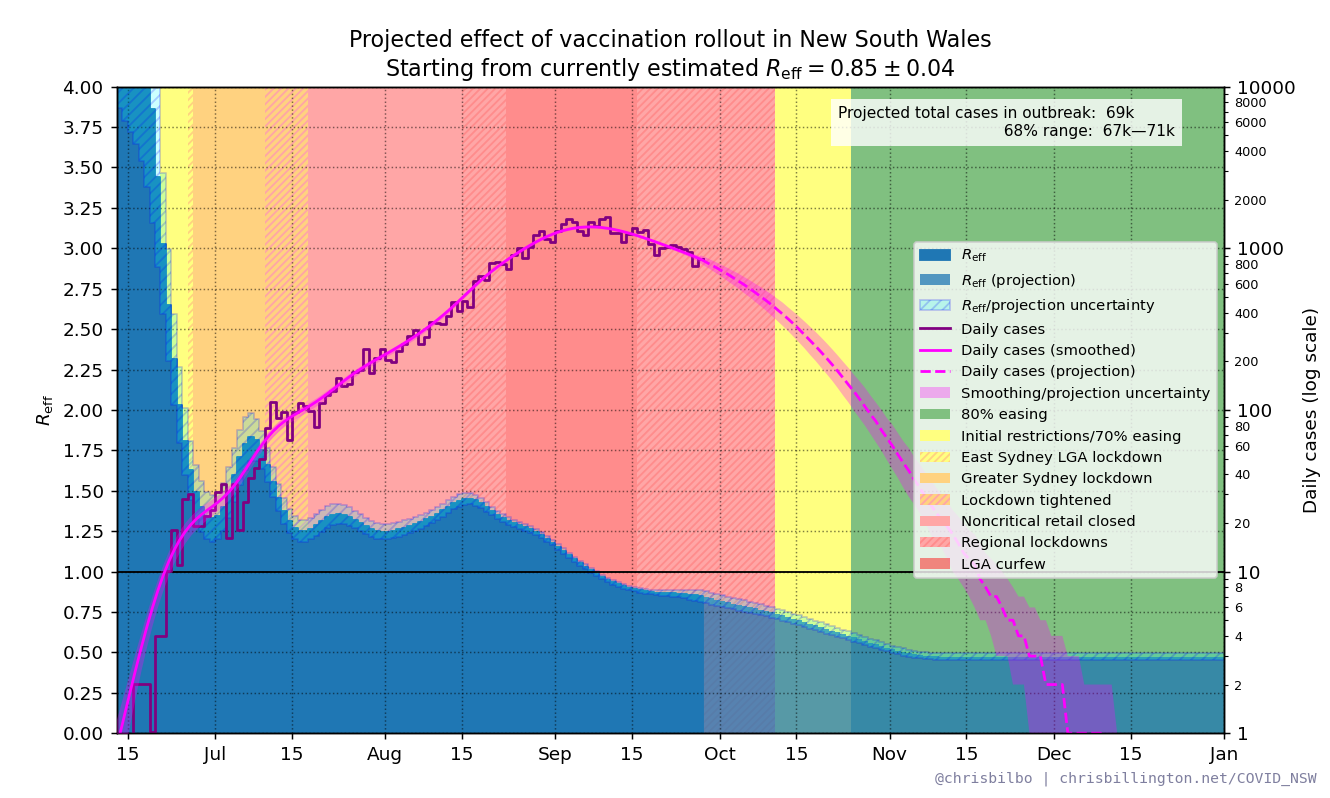 Projected effect of vaccination rollout in New South Wales
Starting from currently estimated R_eff = 0.85 ± 0.04
Projected total cases in outbreak: 69k
68% range: 67k—71k
R_eff
4.00
3.75
3.50
3.25
3.00
2.75
2.50
2.25
2.00
1.75
1.50
1.25
1.00
0.75
0.50
0.25
0.00
R_eff
R_eff (projection)
R_eff/projection uncertainty
Daily cases
Daily cases (smoothed)
Daily cases (projection)
Smoothing/projection uncertainty
80% easing
Initial restrictions/70% easing
East Sydney LGA lockdown
Greater Sydney lockdown
Lockdown tightened
Noncritical retail closed
Regional lockdowns
LGA curfew
10000
8000
6000
4000
2000
1000
800
600
400
200
100
80
60
40
20
10
8
6
4
2
1
Daily cases (log scale)
15 Jul 15 Aug 15 Sep 15 Oct 15 Nov 15 Dec 15 Jan
@chrisbilbo | chrisbillington.net/COVID_NSW